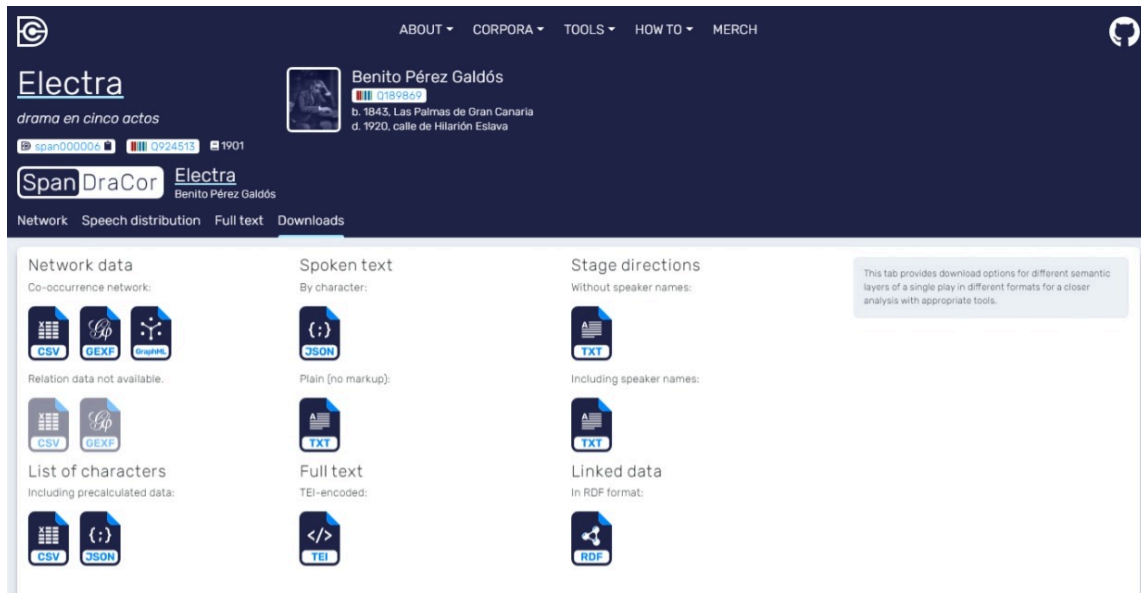 ABOUT CORPORA TOOLS HOW TO MERCH
Electra
drama en cinco actos
span000006 Q924513 1901
Benito Pérez Galdós
Q189869
b. 1843, Las Palmas de Gran Canaria
d. 1920, calle de Hilarión Eslava
SpanDraCor
Electra
Benito Pérez Galdós
Network Speech distribution Full text Downloads
Network data
Co-occurrence network:
CSV GEXF GraphML
Relation data not available.
CSV GEXF
List of characters
Including precalculated data:
CSV JSON
Spoken text
By character:
JSON
Plain (no markup):
TXT
Full text
TEI-encoded:
TEI
Stage directions
Without speaker names:
TXT
Including speaker names:
TXT
Linked data
In RDF format:
RDF
This tab provides download options for different semantic
layers of a single play in different formats for a closer
analysis with appropriate tools.